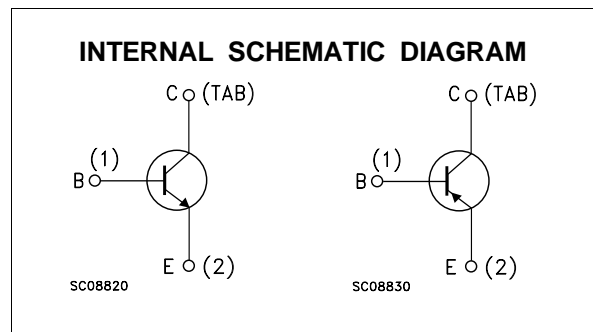 INTERNAL SCHEMATIC DIAGRAM
C (TAB)
C (TAB)
(1)
B
(1)
B
E (2)
E (2)
SC08820
SC08830